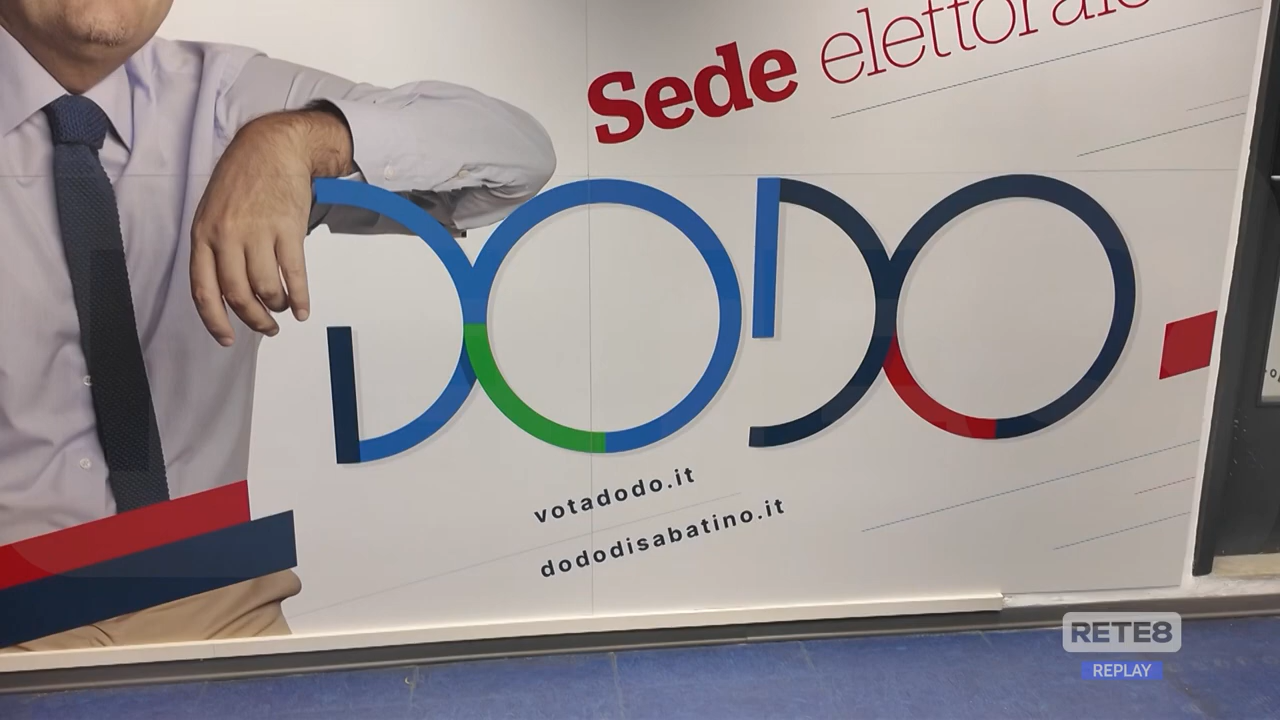 Sede elettorale
DODO
votadodo.it
dododisabatino.it
RETE8
REPLAY